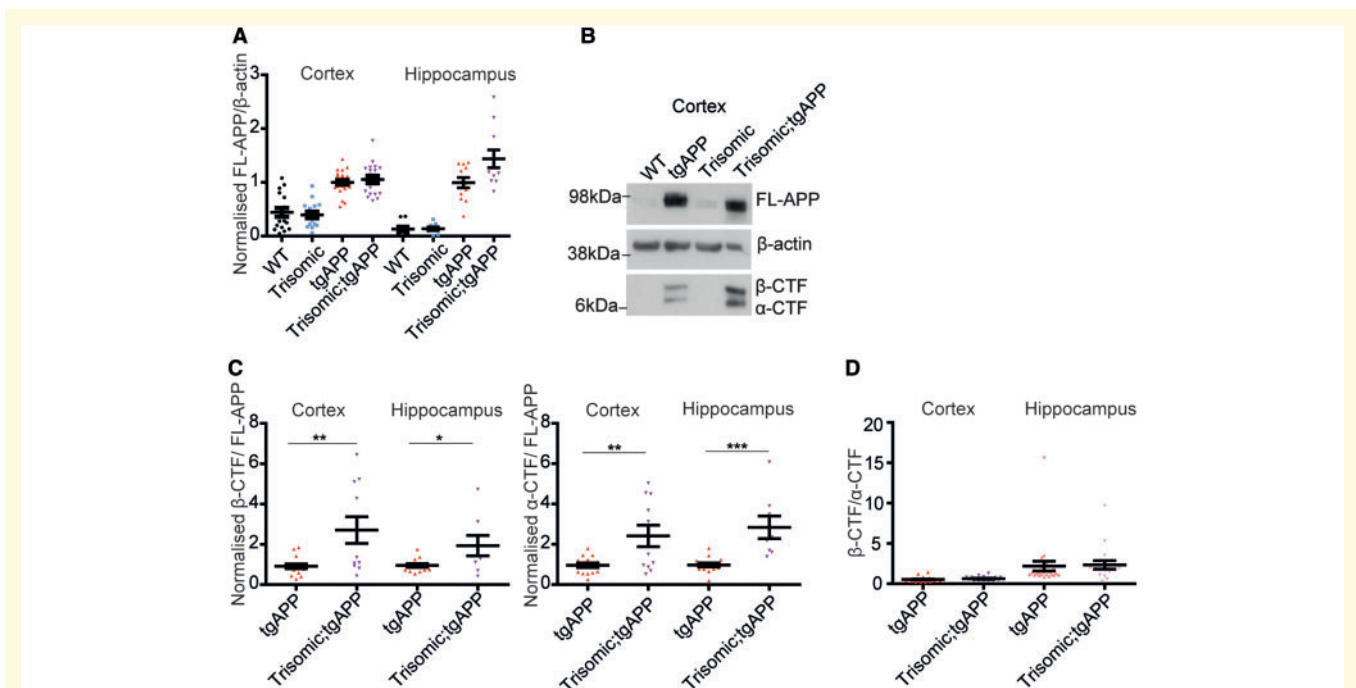 A
Cortex
Hippocampus
Normalised FL-APP/β-actin
3
2
1
0
WT
Trisomic
tgAPP
Trisomic;tgAPP
WT
Trisomic
tgAPP
Trisomic;tgAPP
B
Cortex
WT
tgAPP
Trisomic
Trisomic;tgAPP
98kDa
FL-APP
β-actin
38kDa
β-CTF
6kDa
α-CTF
C
Cortex
Hippocampus
Normalised β-CTF/ FL-APP
8
6
4
2
0
**
*
tgAPP
Trisomic;tgAPP
tgAPP
Trisomic;tgAPP
Cortex
Hippocampus
Normalised α-CTF/ FL-APP
8
6
4
2
0
**
***
tgAPP
Trisomic;tgAPP
tgAPP
Trisomic;tgAPP
D
Cortex
Hippocampus
β-CTF/α-CTF
20
15
10
5
0
tgAPP
Trisomic;tgAPP
tgAPP
Trisomic;tgAPP